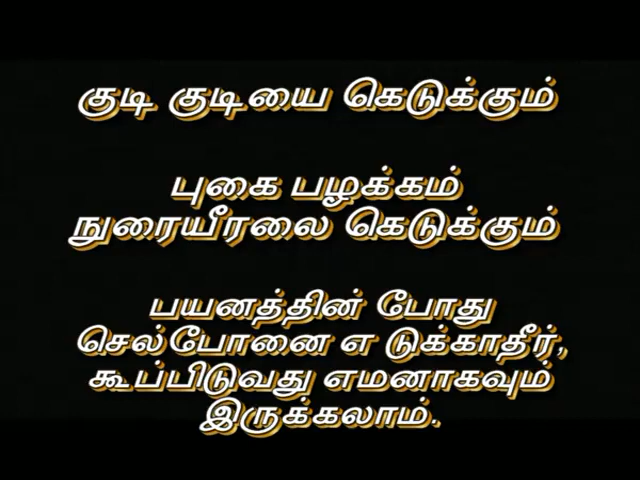 குடி குடியை கெடுக்கும்
புகை பழக்கம்
நுரையீரலை கெடுக்கும்
பயனத்தின் போது
செல்போனை எ டுக்காதீர்,
கூப்பிடுவது எமனாகவும்
இருக்கலாம்.